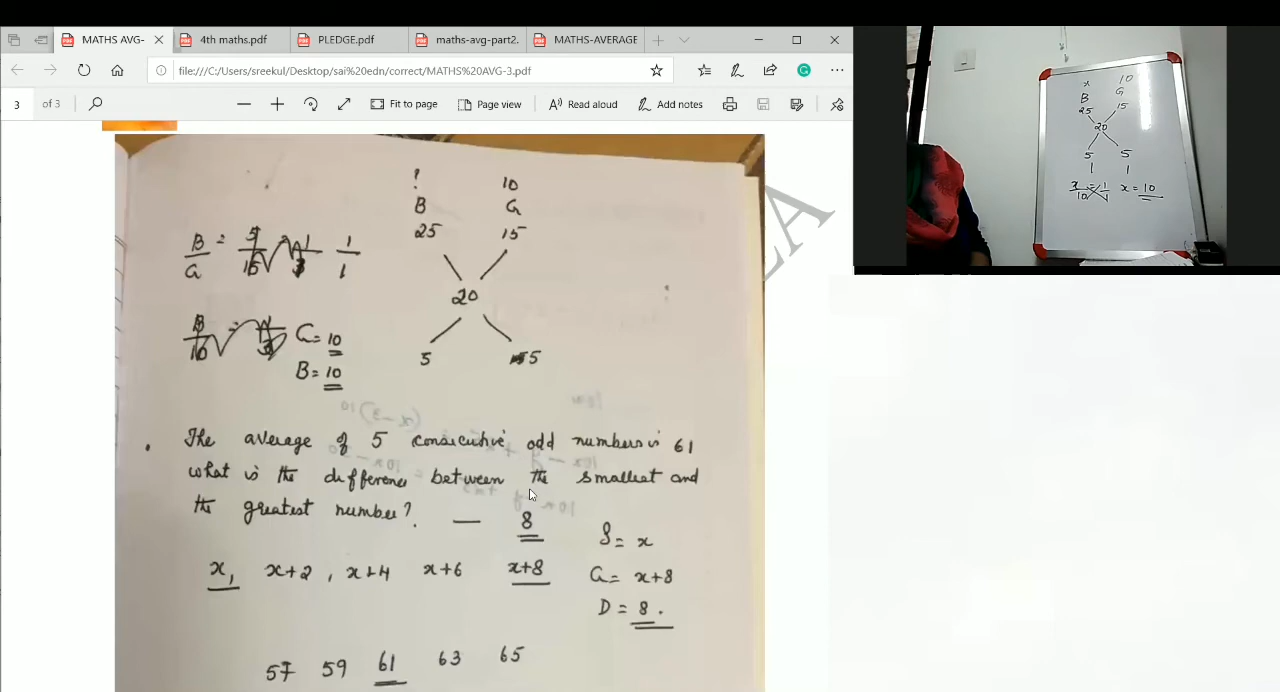 MATHS AVG-
4th maths.pdf
PLEDGE.pdf
maths-avg-part2.
MATHS-AVERAGE
file:///C:/Users/sreekul/Desktop/sai%20edn/correct/MATHS%20AVG-3.pdf
3 of 3
Fit to page
Page view
Read aloud
Add notes
? 10
B G
25 15
20
5 5
B/G = 1/1
G = 10
B = 10
The average of 5 consecutive odd numbers is 61
what is the difference between the smallest and
the greatest number? — 8
x, x+2, x+4 x+6 x+8
S = x
G = x+8
D = 8.
57 59 61 63 65
LA
x 10
B G
25 15
20
5 5
1 1
x/10 = 1/1 x = 10